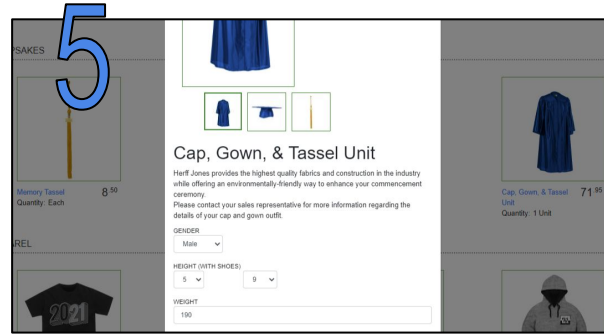 5
PSAKES
Memory Tassel 8.50
Quantity: Each
Cap, Gown, & Tassel Unit
Herff Jones provides the highest quality fabrics and construction in the industry
while offering an environmentally-friendly way to enhance your commencement
ceremony.
Please contact your sales representative for more information regarding the
details of your cap and gown outfit.
GENDER
Male
HEIGHT (WITH SHOES)
5 9
WEIGHT
190
Cap, Gown, & Tassel 71.95
Unit
Quantity: 1 Unit
REL
2021